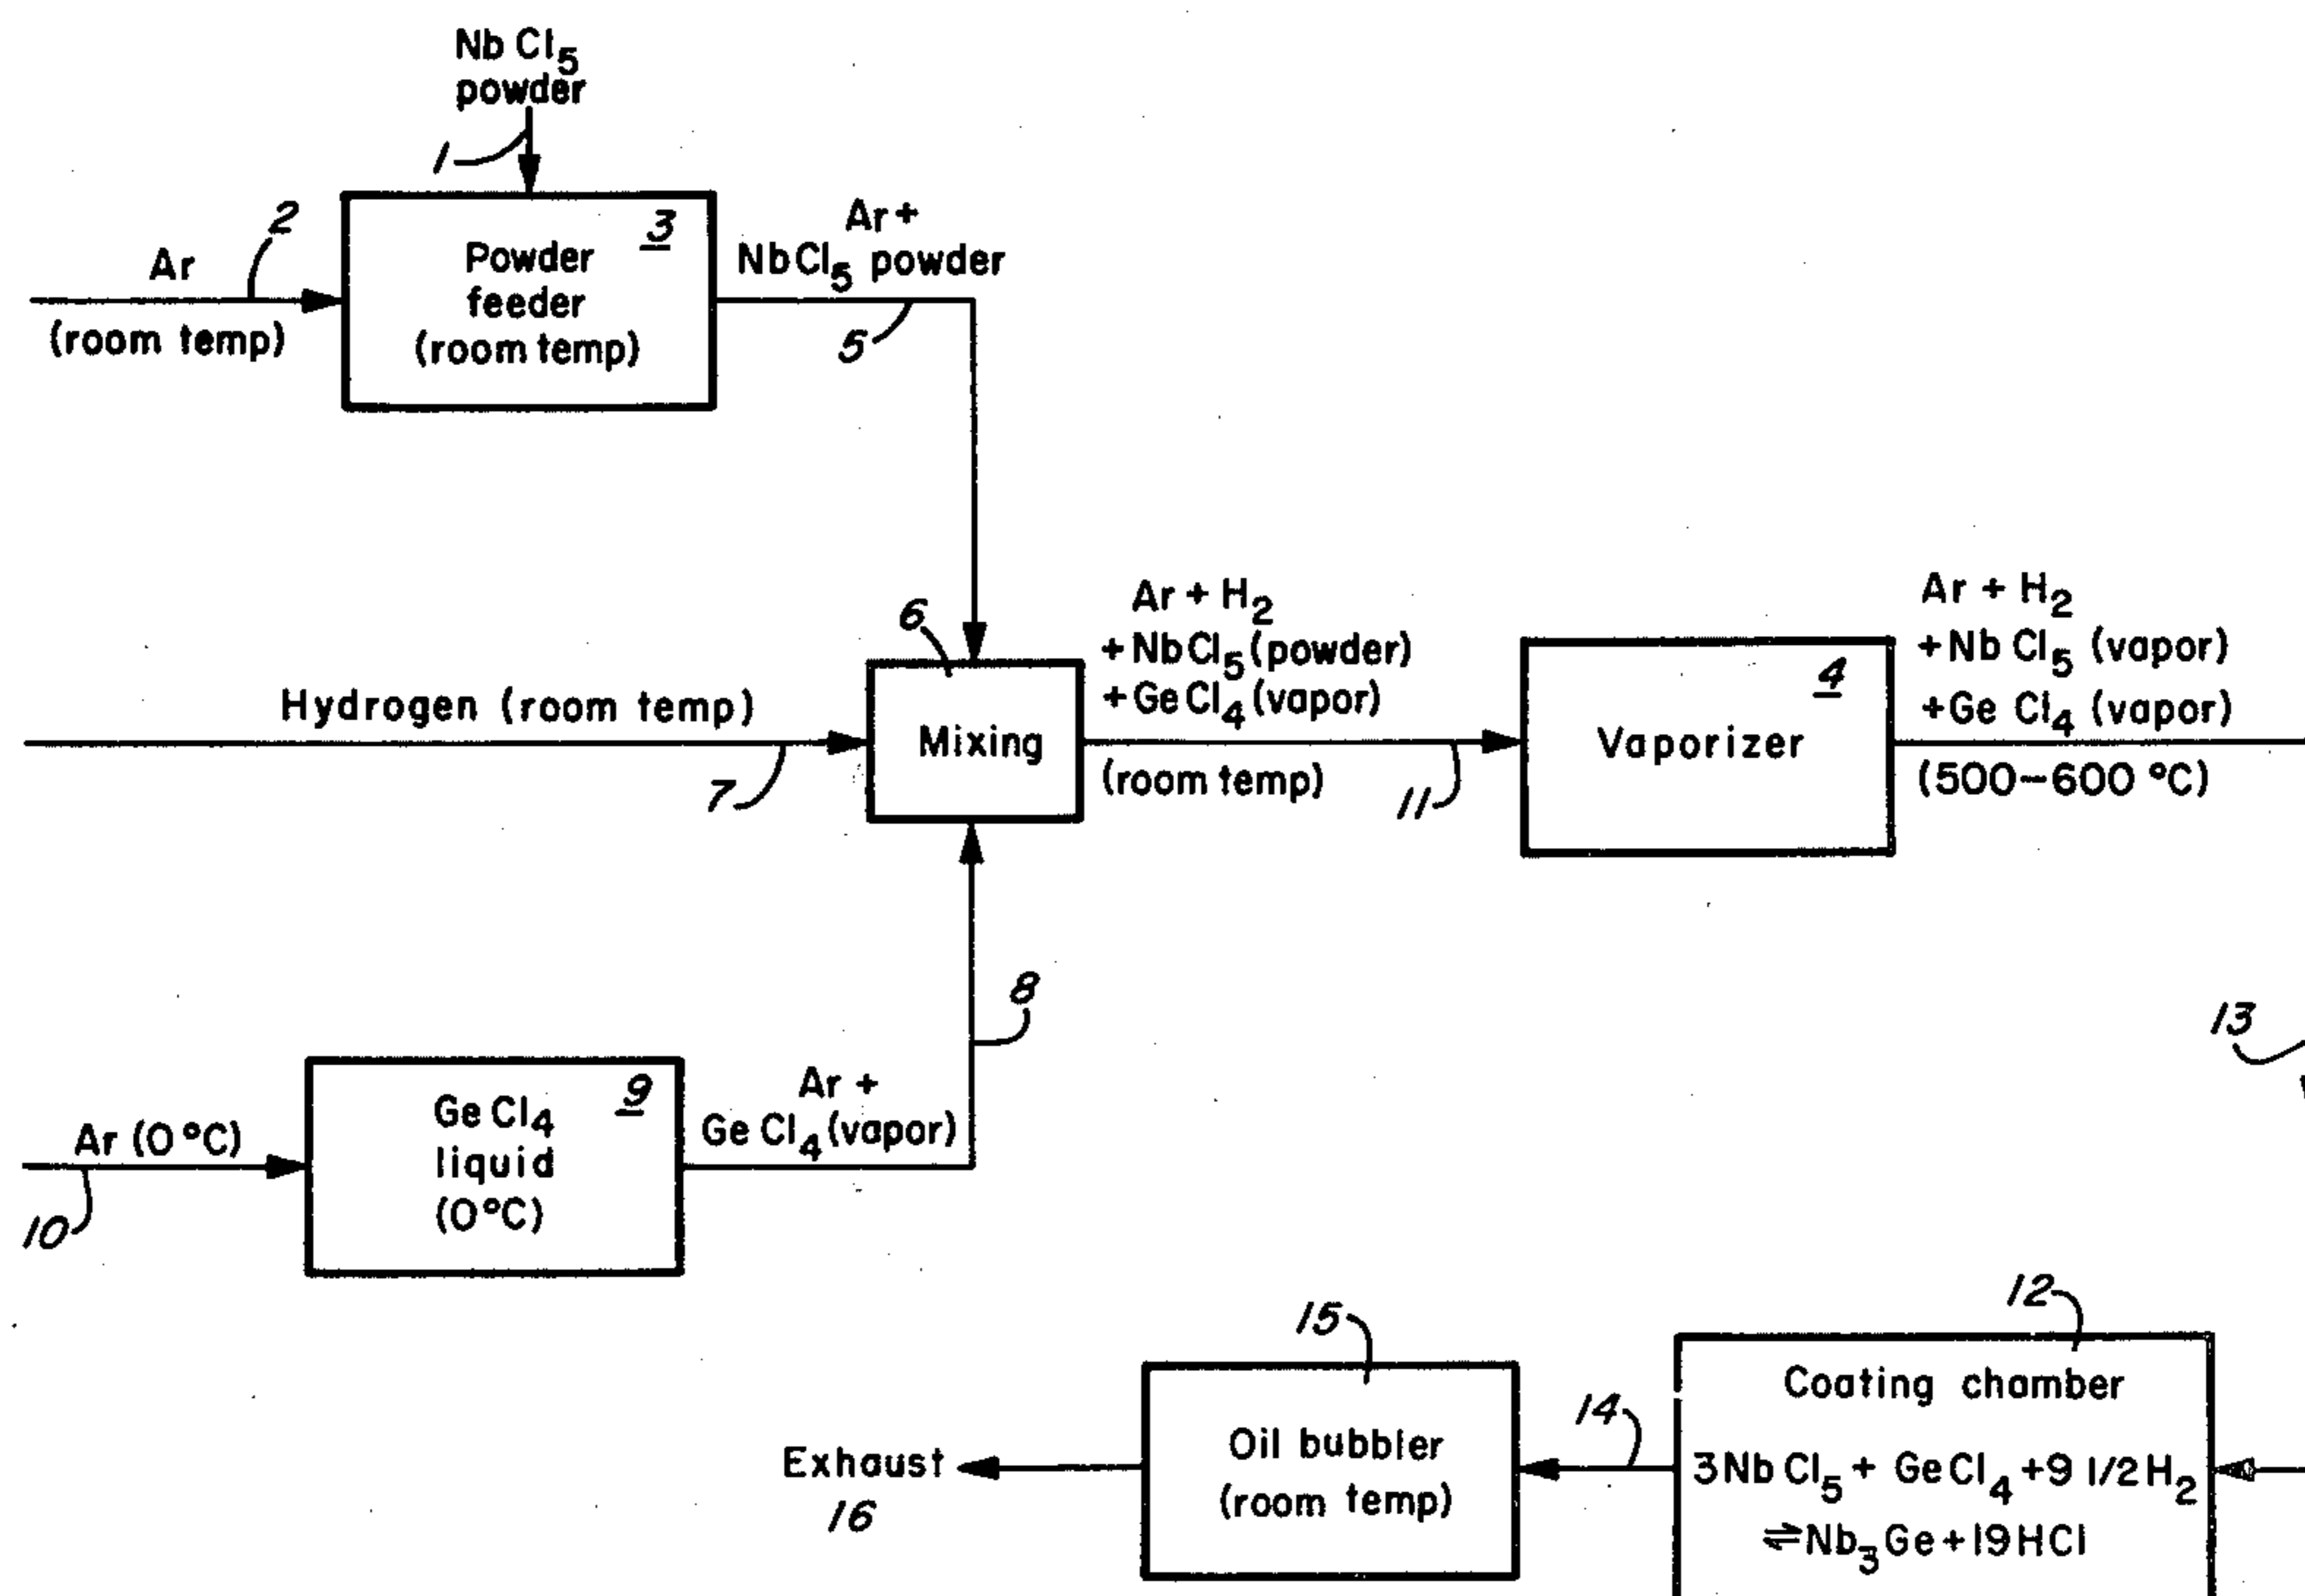 NbCl5
powder
1
2
Ar
(room temp)
3
Powder
feeder
(room temp)
Ar +
NbCl5 powder
5
6
Hydrogen (room temp)
7
Mixing
Ar + H2
+NbCl5 (powder)
+GeCl4 (vapor)
(room temp)
11
4
Vaporizer
Ar + H2
+NbCl5 (vapor)
+GeCl4 (vapor)
(500-600 °C)
8
Ar (0°C)
10
9
GeCl4
liquid
(0°C)
Ar +
GeCl4 (vapor)
13
12
Coating chamber
3NbCl5 + GeCl4 + 9 1/2 H2
⇌ Nb3Ge + 19HCl
14
15
Oil bubbler
(room temp)
Exhaust
16